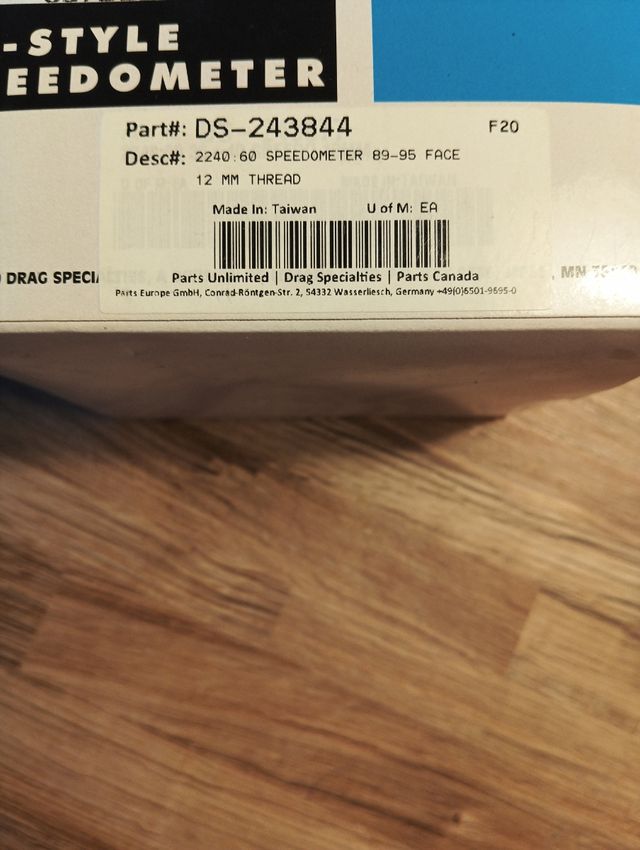 -STYLE
EEDOMETER
Part#: DS-243844 F20
Desc#: 2240:60 SPEEDOMETER 89-95 FACE
12 MM THREAD
Made In: Taiwan U of M: EA
DRAG SPECIA
Parts Unlimited | Drag Specialties | Parts Canada
, MN
Parts Europe GmbH, Conrad-Röntgen-Str. 2, 54332 Wasserliesch, Germany +49(0)6501-9695-0